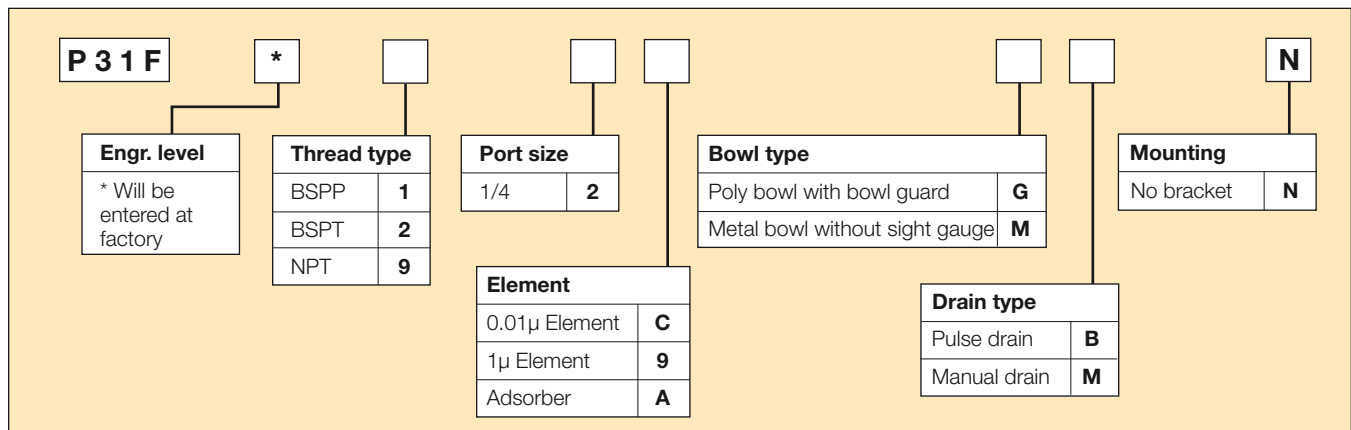 P31F * N
Engr. level
* Will be
entered at
factory
Thread type
BSPP 1
BSPT 2
NPT 9
Port size
1/4 2
Element
0.01µ Element C
1µ Element 9
Adsorber A
Bowl type
Poly bowl with bowl guard G
Metal bowl without sight gauge M
Drain type
Pulse drain B
Manual drain M
Mounting
No bracket N